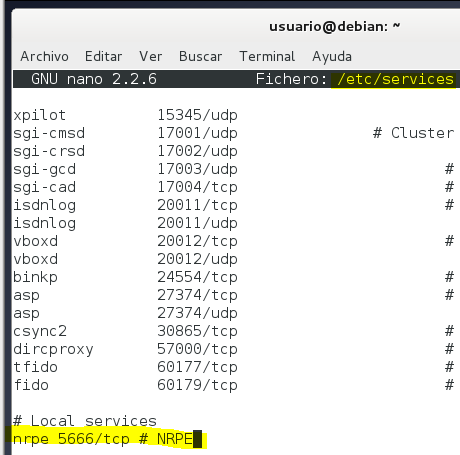 usuario@debian: ~
Archivo Editar Ver Buscar Terminal Ayuda
GNU nano 2.2.6 Fichero: /etc/services
xpilot 15345/udp
sgi-cmsd 17001/udp # Cluster
sgi-crsd 17002/udp
sgi-gcd 17003/udp #
sgi-cad 17004/tcp #
isdnlog 20011/tcp #
isdnlog 20011/udp
vboxd 20012/tcp #
vboxd 20012/udp
binkp 24554/tcp #
asp 27374/tcp #
asp 27374/udp
csync2 30865/tcp #
dircproxy 57000/tcp #
tfido 60177/tcp #
fido 60179/tcp #
# Local services
nrpe 5666/tcp # NRPE